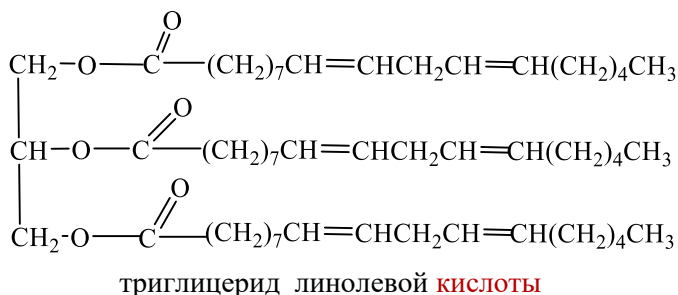 O
CH2-O C (CH2)7CH=CHCH2CH=CH(CH2)4CH3
O
CH-O C (CH2)7CH=CHCH2CH=CH(CH2)4CH3
O
CH2-O C (CH2)7CH=CHCH2CH=CH(CH2)4CH3
триглицерид линолевой кислоты